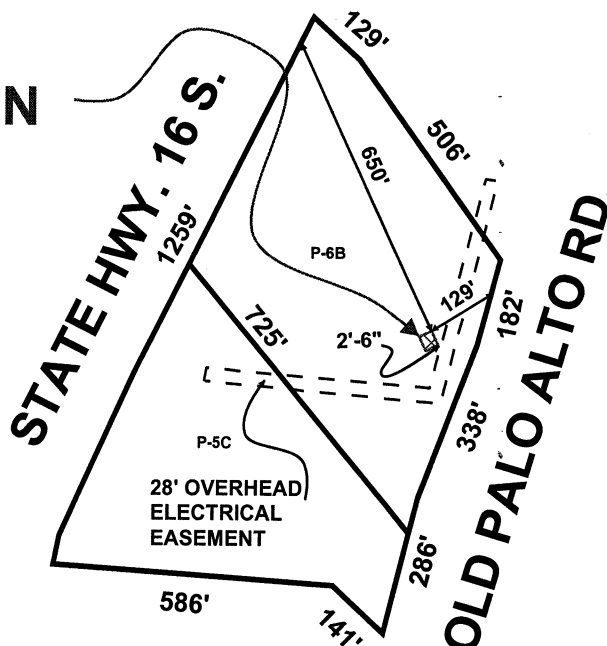 129'
N
506'
STATE HWY. 16 S.
650'
1259'
P-6B
129'
182'
725'
2'-6"
338'
P-5C
28' OVERHEAD
ELECTRICAL
EASEMENT
OLD PALO ALTO RD
286'
586'
141'